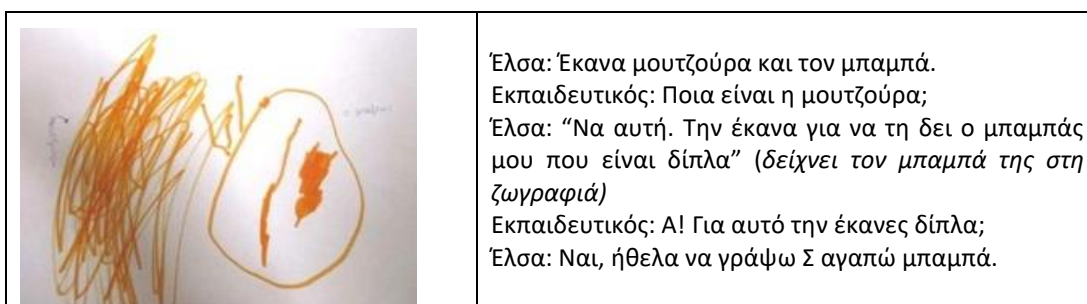 Έλσα: Έκανα μουτζούρα και τον μπαμπά.
Εκπαιδευτικός: Ποια είναι η μουτζούρα;
Έλσα: “Να αυτή. Την έκανα για να τη δει ο μπαμπάς
μου που είναι δίπλα” (δείχνει τον μπαμπά της στη
ζωγραφιά)
Εκπαιδευτικός: Α! Για αυτό την έκανες δίπλα;
Έλσα: Ναι, ήθελα να γράψω Σ αγαπώ μπαμπά.